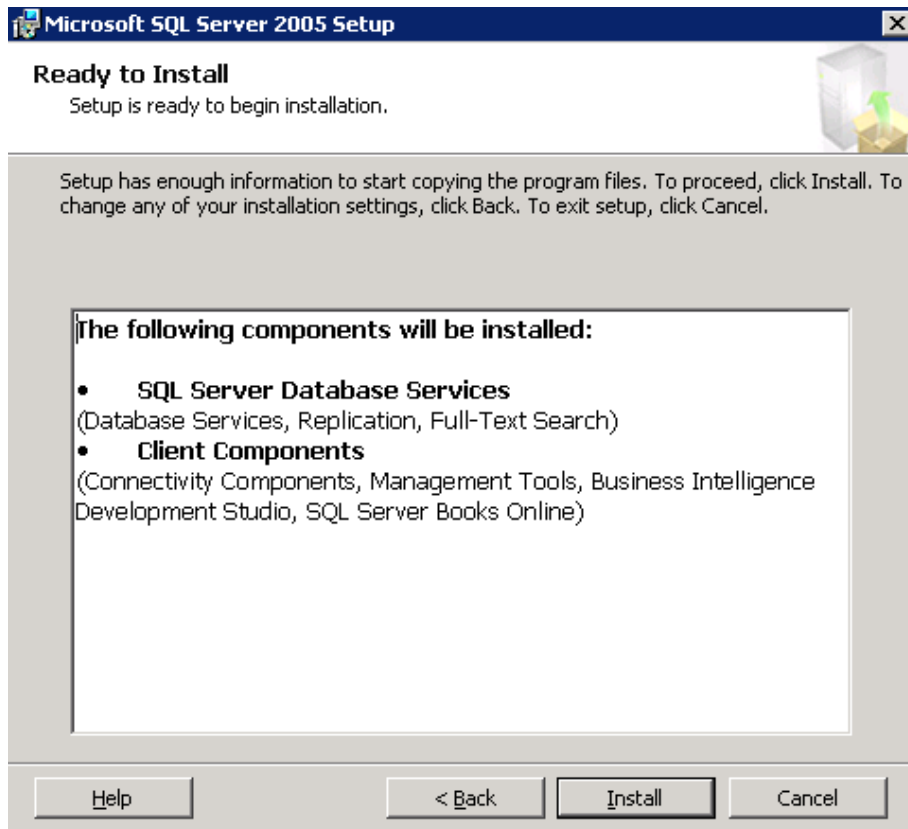 Microsoft SQL Server 2005 Setup
Ready to Install
Setup is ready to begin installation.
Setup has enough information to start copying the program files. To proceed, click Install. To
change any of your installation settings, click Back. To exit setup, click Cancel.
The following components will be installed:
• SQL Server Database Services
(Database Services, Replication, Full-Text Search)
• Client Components
(Connectivity Components, Management Tools, Business Intelligence
Development Studio, SQL Server Books Online)
Help
< Back
Install
Cancel